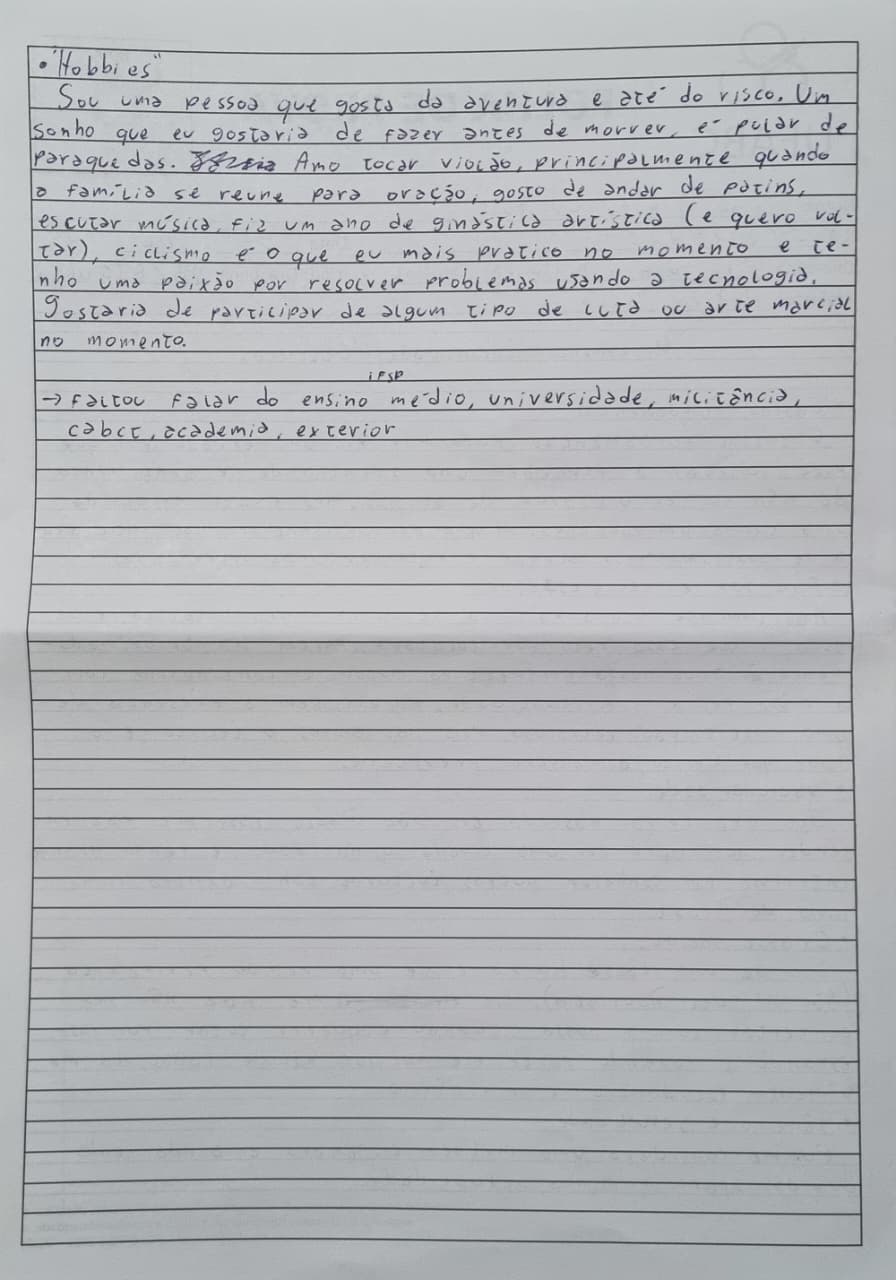 • "Hobbies"
Sou uma pessoa que gosta da aventura e até do risco. Um
sonho que eu gostaria de fazer antes de morrer, é pular de
paraquedas. Amo tocar violão, principalmente quando
a família se reune para oração, gosto de andar de patins,
escutar música, fiz um ano de ginástica artística (e quero vol-
tar), ciclismo é o que eu mais pratico no momento e te-
nho uma paixão por resolver problemas usando a tecnologia.
Gostaria de participar de algum tipo de luta ou arte marcial
no momento.
ifsp
→ Faltou falar do ensino médio, universidade, militância,
cabct, academia, exterior